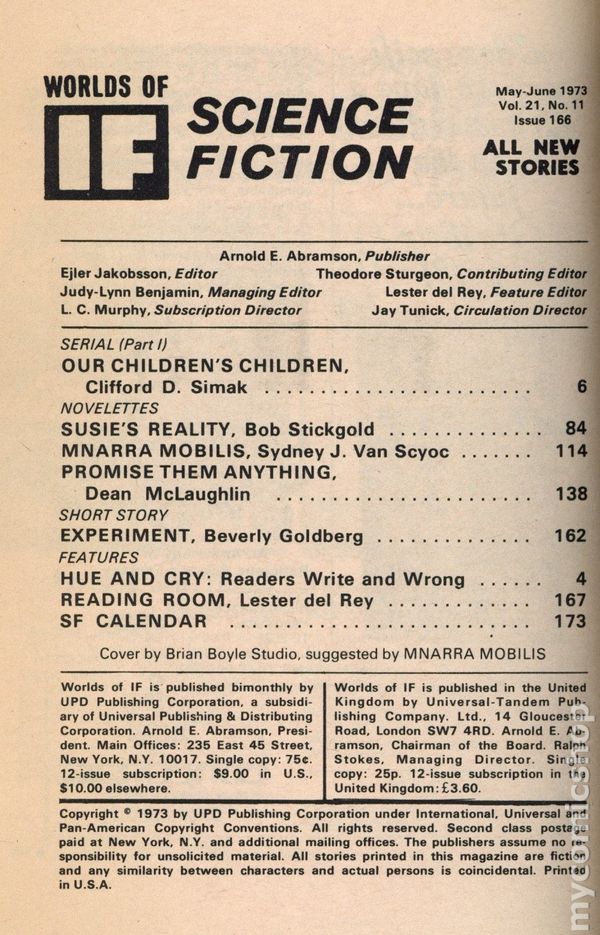 WORLDS OF
IF
SCIENCE
FICTION
May-June 1973
Vol. 21, No. 11
Issue 166
ALL NEW
STORIES
Arnold E. Abramson, Publisher
Ejler Jakobsson, Editor Theodore Sturgeon, Contributing Editor
Judy-Lynn Benjamin, Managing Editor Lester del Rey, Feature Editor
L. C. Murphy, Subscription Director Jay Tunick, Circulation Director
SERIAL (Part I)
OUR CHILDREN'S CHILDREN,
Clifford D. Simak ........................ 6
NOVELETTES
SUSIE'S REALITY, Bob Stickgold .............. 84
MNARRA MOBILIS, Sydney J. Van Scyoc ....... 114
PROMISE THEM ANYTHING,
Dean McLaughlin ....................... 138
SHORT STORY
EXPERIMENT, Beverly Goldberg .............. 162
FEATURES
HUE AND CRY: Readers Write and Wrong ...... 4
READING ROOM, Lester del Rey ............. 167
SF CALENDAR ........................... 173
Cover by Brian Boyle Studio, suggested by MNARRA MOBILIS
Worlds of IF is published bimonthly by
UPD Publishing Corporation, a subsidi-
ary of Universal Publishing & Distributing
Corporation. Arnold E. Abramson, Presi-
dent. Main Offices: 235 East 45 Street,
New York, N.Y. 10017. Single copy: 75¢.
12-issue subscription: $9.00 in U.S.,
$10.00 elsewhere.
Worlds of IF is published in the United
Kingdom by Universal-Tandem Pub-
lishing Company. Ltd., 14 Gloucester
Road, London SW7 4RD. Arnold E. Ab-
ramson, Chairman of the Board. Ralph
Stokes, Managing Director. Single
copy: 25p. 12-issue subscription in the
United Kingdom: £3.60.
Copyright © 1973 by UPD Publishing Corporation under International, Universal and
Pan-American Copyright Conventions. All rights reserved. Second class postage
paid at New York, N.Y. and additional mailing offices. The publishers assume no re-
sponsibility for unsolicited material. All stories printed in this magazine are fiction
and any similarity between characters and actual persons is coincidental. Printed
in U.S.A.
mycomicshop